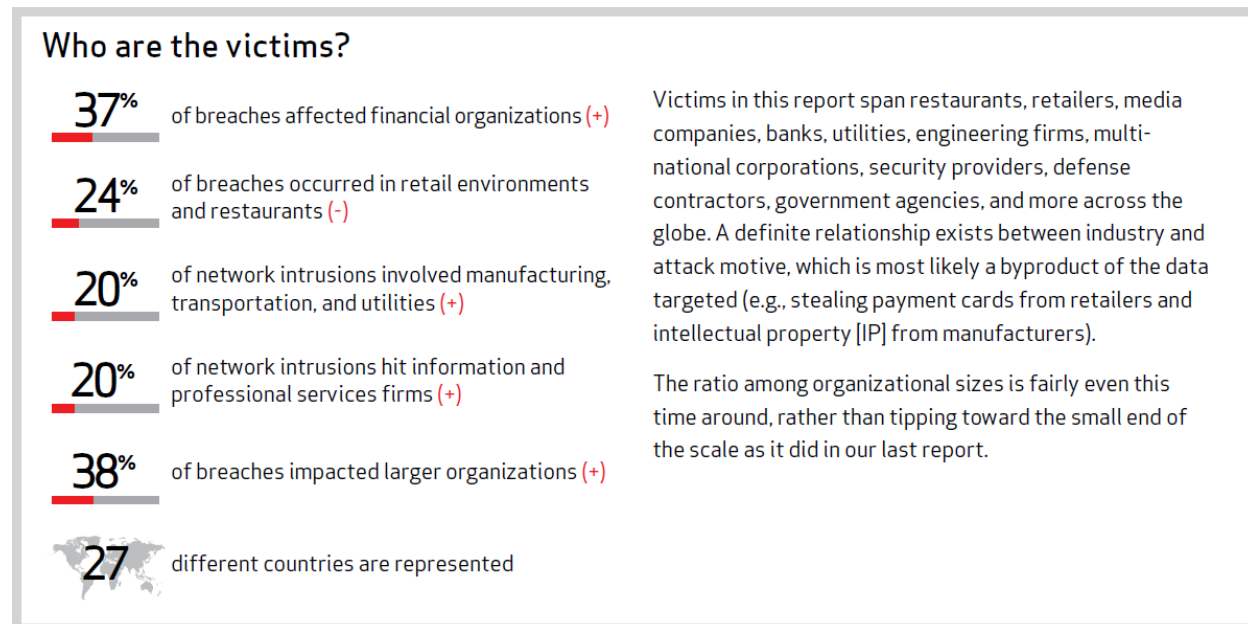 Who are the victims?
37%
of breaches affected financial organizations (+)
24%
of breaches occurred in retail environments
and restaurants (-)
20%
of network intrusions involved manufacturing,
transportation, and utilities (+)
20%
of network intrusions hit information and
professional services firms (+)
38%
of breaches impacted larger organizations (+)
27
different countries are represented
Victims in this report span restaurants, retailers, media
companies, banks, utilities, engineering firms, multi-
national corporations, security providers, defense
contractors, government agencies, and more across the
globe. A definite relationship exists between industry and
attack motive, which is most likely a byproduct of the data
targeted (e.g., stealing payment cards from retailers and
intellectual property [IP] from manufacturers).
The ratio among organizational sizes is fairly even this
time around, rather than tipping toward the small end of
the scale as it did in our last report.